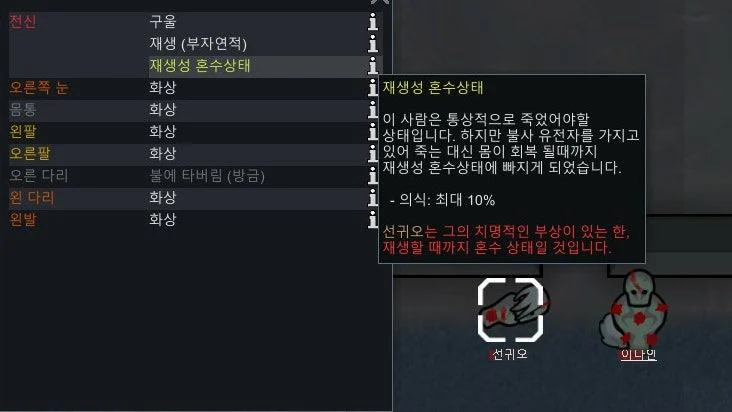 전신 구울
재생 (부자연적)
재생성 혼수상태
오른쪽 눈 화상
몸통 화상
왼팔 화상
오른팔 화상
오른 다리 불에 타버림 (방금)
왼 다리 화상
왼발 화상
재생성 혼수상태
이 사람은 통상적으로 죽었어야할
상태입니다. 하지만 불사 유전자를 가지고
있어 죽는 대신 몸이 회복 될때까지
재생성 혼수상태에 빠지게 되었습니다.
- 의식: 최대 10%
선귀오는 그의 치명적인 부상이 있는 한,
재생할 때까지 혼수 상태일 것입니다.
선귀오
이나인